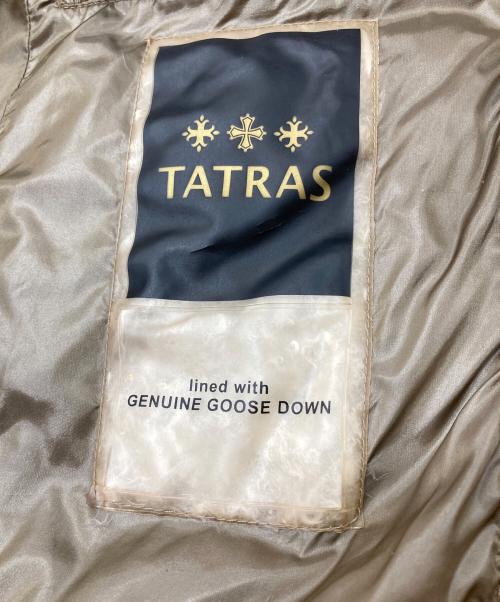 TATRAS
lined with
GENUINE GOOSE DOWN